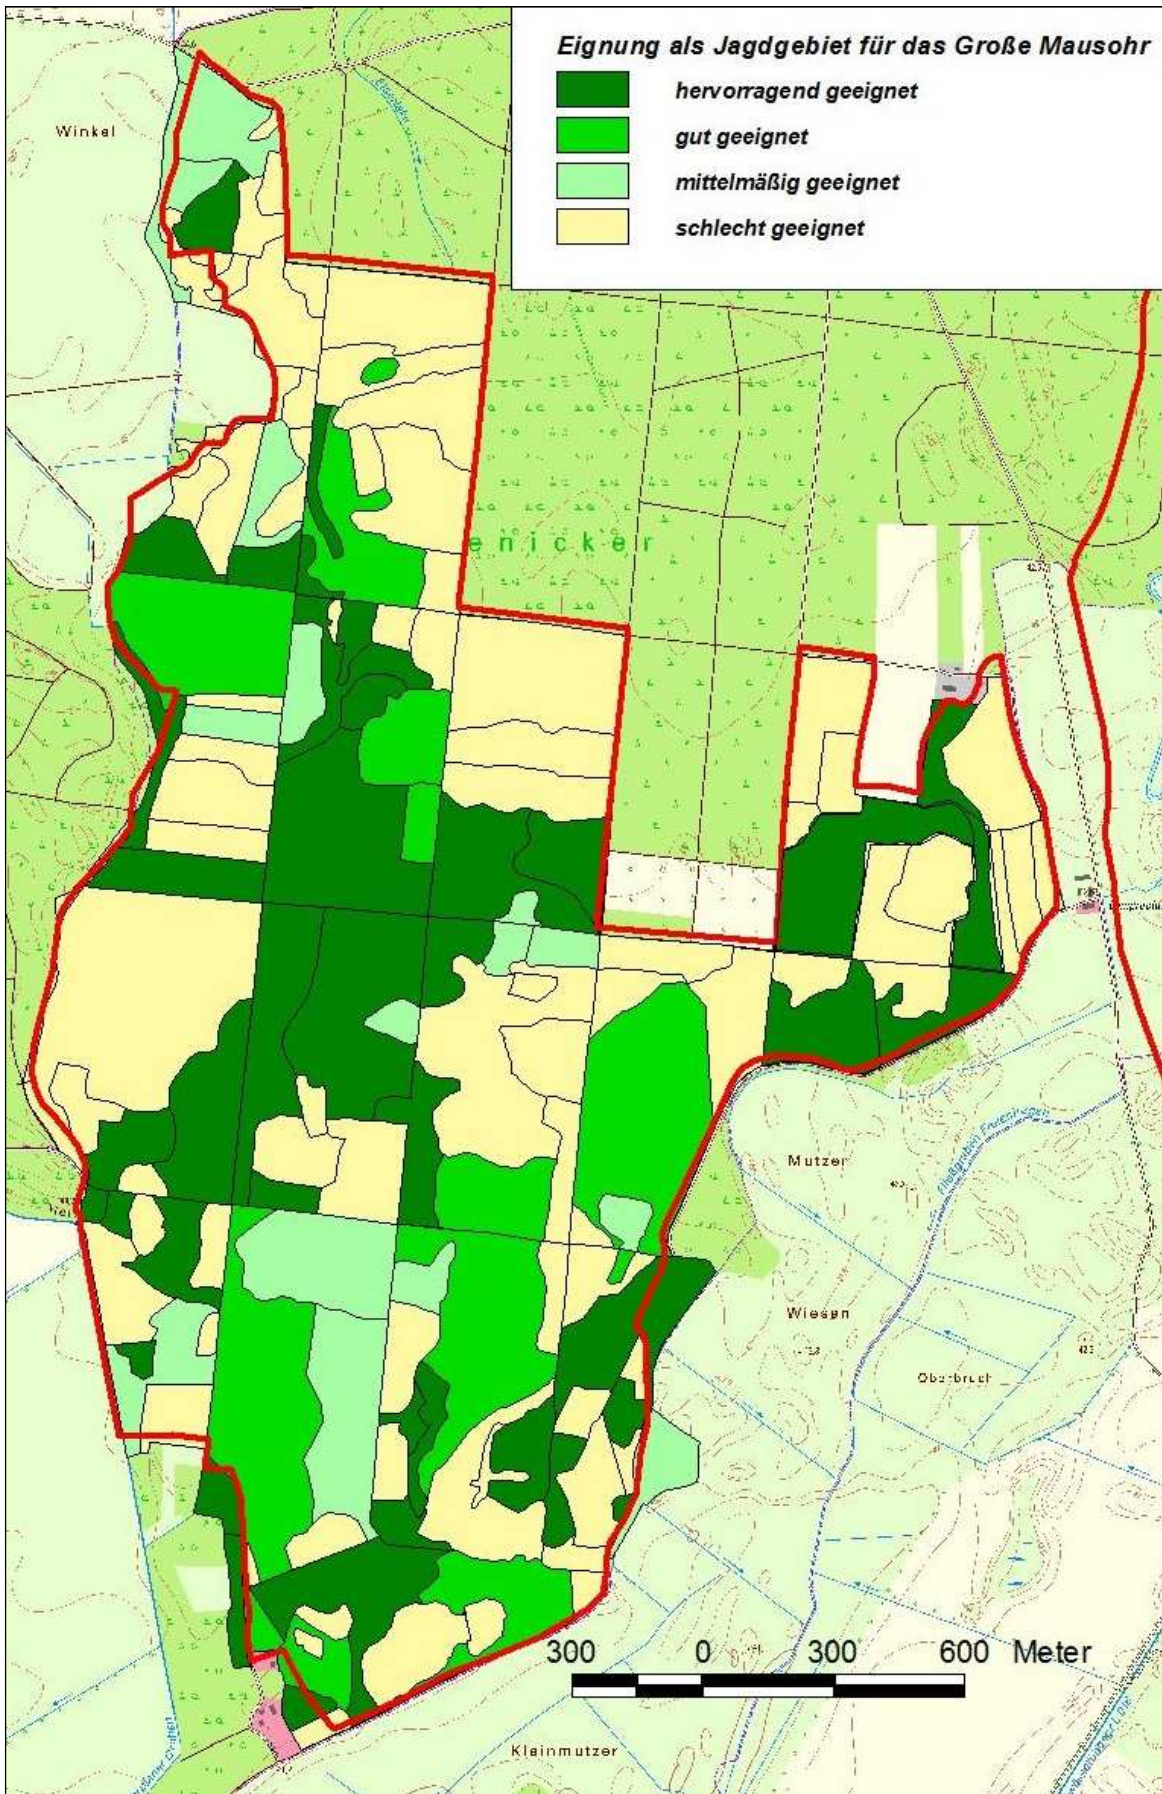 Eignung als Jagdgebiet für das Große Mausohr
hervorragend geeignet
gut geeignet
mittelmäßig geeignet
schlecht geeignet
Winkel
enicker
Mutzer
Wiesen
Oberbruch
300 0 300 600 Meter
Kleinmutzer